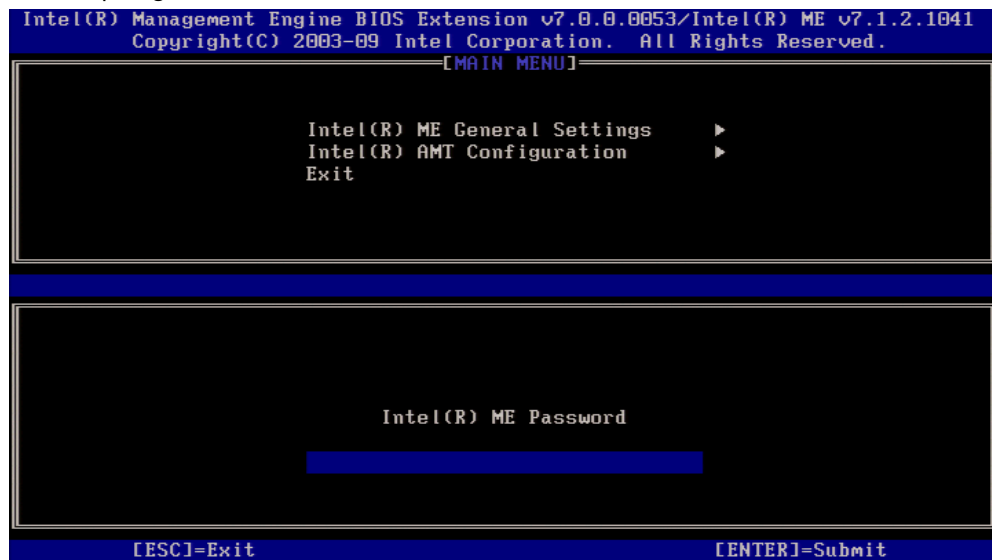 Intel(R) Management Engine BIOS Extension v7.0.0.0053/Intel(R) ME v7.1.2.1041
Copyright(C) 2003-09 Intel Corporation. All Rights Reserved.
[MAIN MENU]
Intel(R) ME General Settings ►
Intel(R) AMT Configuration ►
Exit
Intel(R) ME Password
[ESC]=Exit [ENTER]=Submit